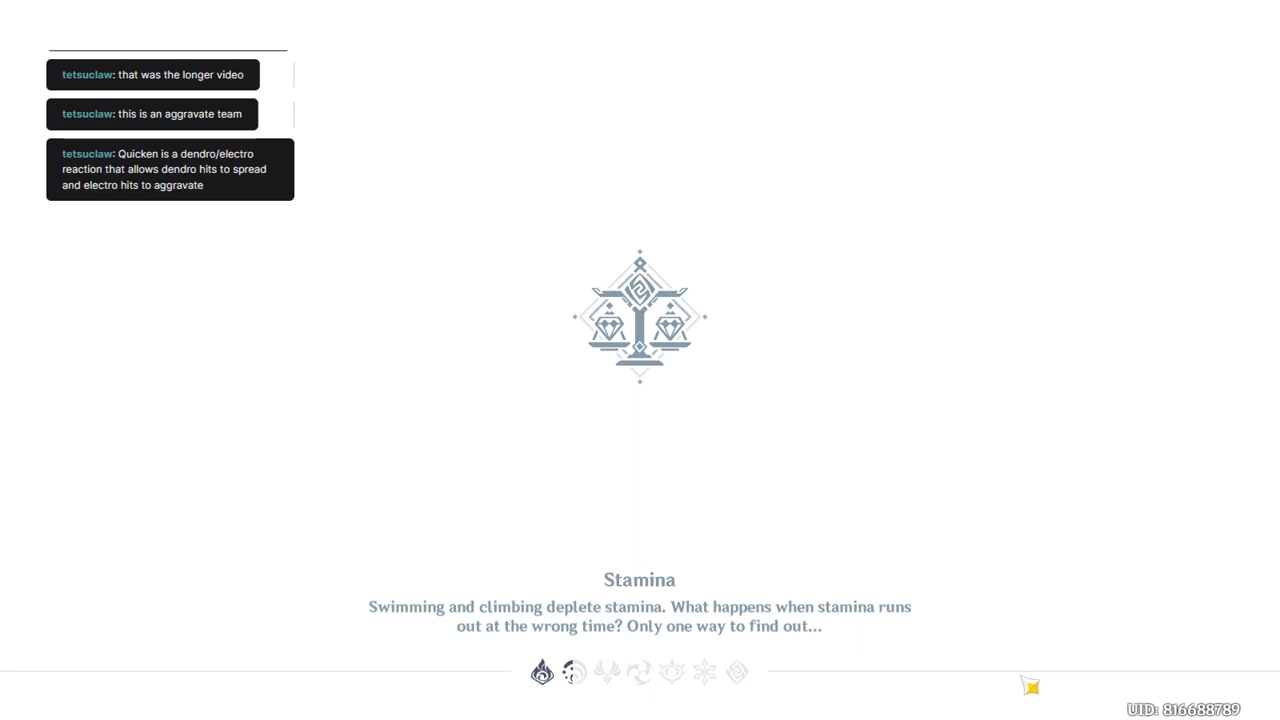 tetsuclaw: that was the longer video
tetsuclaw: this is an aggravate team
tetsuclaw: Quicken is a dendro/electro
reaction that allows dendro hits to spread
and electro hits to aggravate
Stamina
Swimming and climbing deplete stamina. What happens when stamina runs
out at the wrong time? Only one way to find out...
UID: 816688789